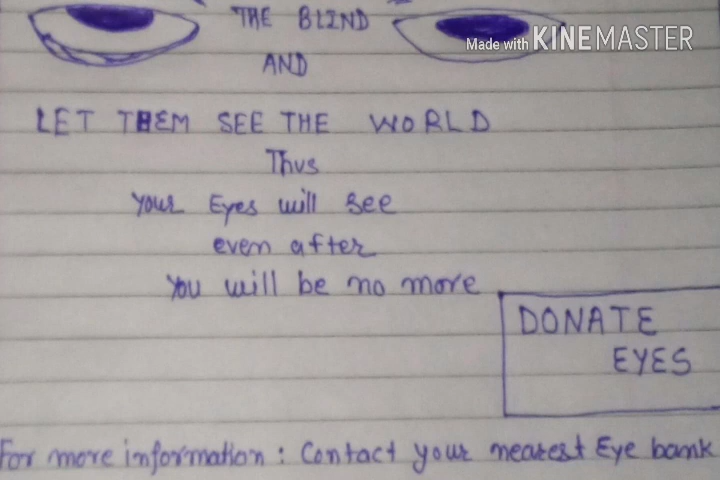 THE BLIND
Made with KINEMASTER
AND
LET THEM SEE THE WORLD
Thus
Your Eyes will see
even after
You will be no more
DONATE
EYES
For more information : Contact your nearest Eye bank